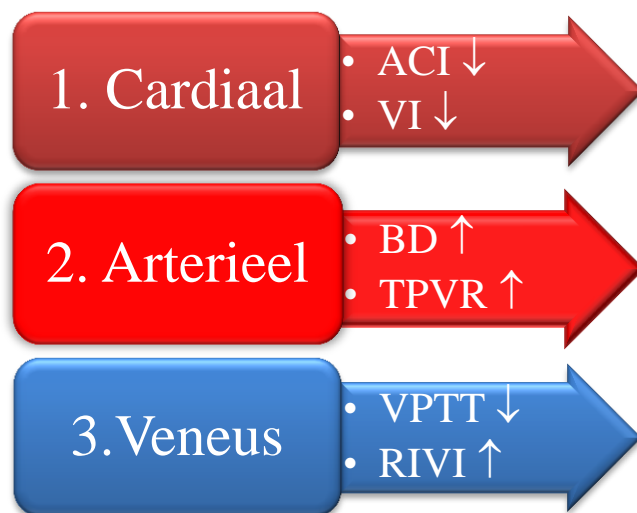 1. Cardiaal
• ACI ↓
• VI ↓
2. Arterieel
• BD ↑
• TPVR ↑
3.Veneus
• VPTT ↓
• RIVI ↑